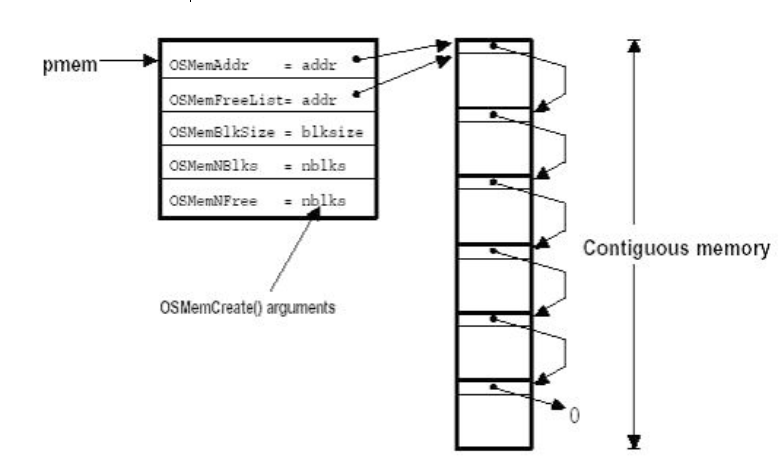 pmem
OSMemAddr = addr
OSMemFreeList= addr
OSMemBlkSize = blksize
OSMemNBlks = nblks
OSMemNFree = nblks
OSMemCreate() arguments
Contiguous memory
0